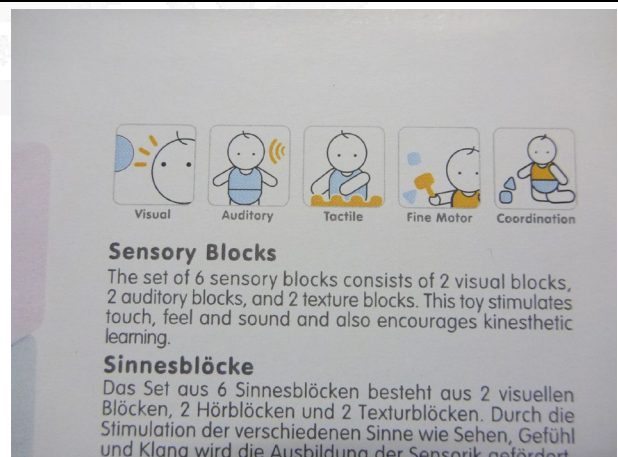 Visual Auditory Tactile Fine Motor Coordination
Sensory Blocks
The set of 6 sensory blocks consists of 2 visual blocks,
2 auditory blocks, and 2 texture blocks. This toy stimulates
touch, feel and sound and also encourages kinesthetic
learning.
Sinnesblöcke
Das Set aus 6 Sinnesblöcken besteht aus 2 visuellen
Blöcken, 2 Hörblöcken und 2 Texturblöcken. Durch die
Stimulation der verschiedenen Sinne wie Sehen, Gefühl
und Klang wird die Ausbildung der Sensorik gefördert.